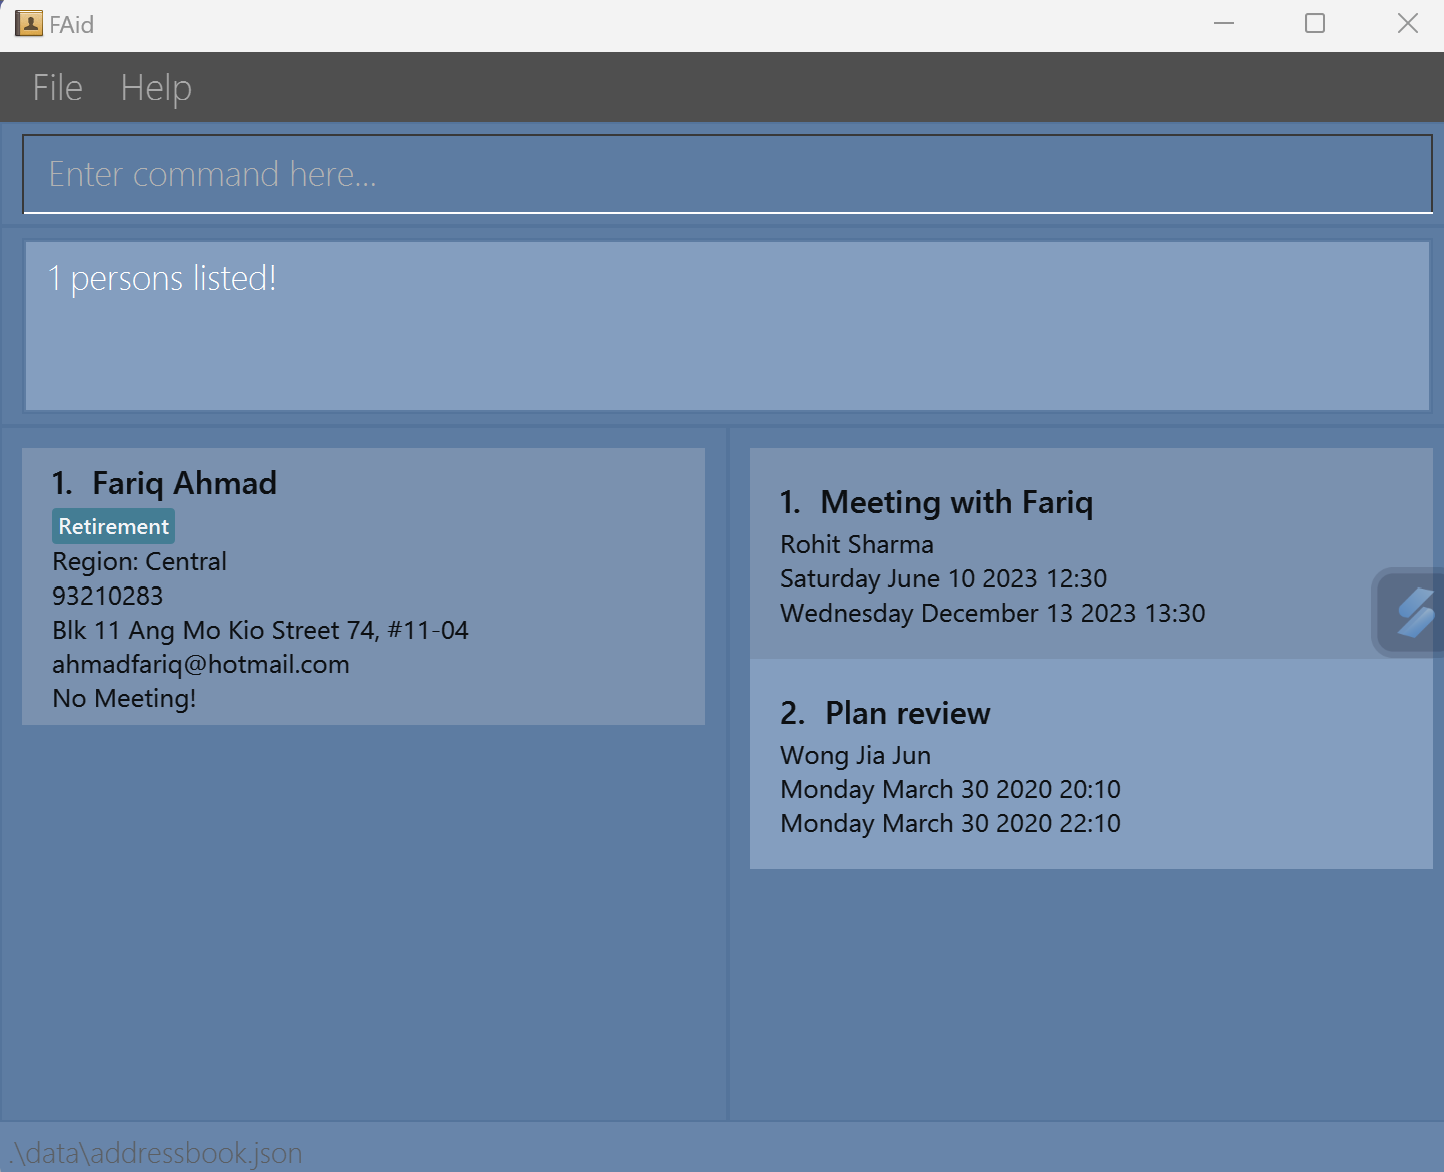 FAid
File Help
Enter command here...
1 persons listed!
1. Fariq Ahmad
Retirement
Region: Central
93210283
Blk 11 Ang Mo Kio Street 74, #11-04
ahmadfariq@hotmail.com
No Meeting!
1. Meeting with Fariq
Rohit Sharma
Saturday June 10 2023 12:30
Wednesday December 13 2023 13:30
2. Plan review
Wong Jia Jun
Monday March 30 2020 20:10
Monday March 30 2020 22:10
.\data\addressbook.json